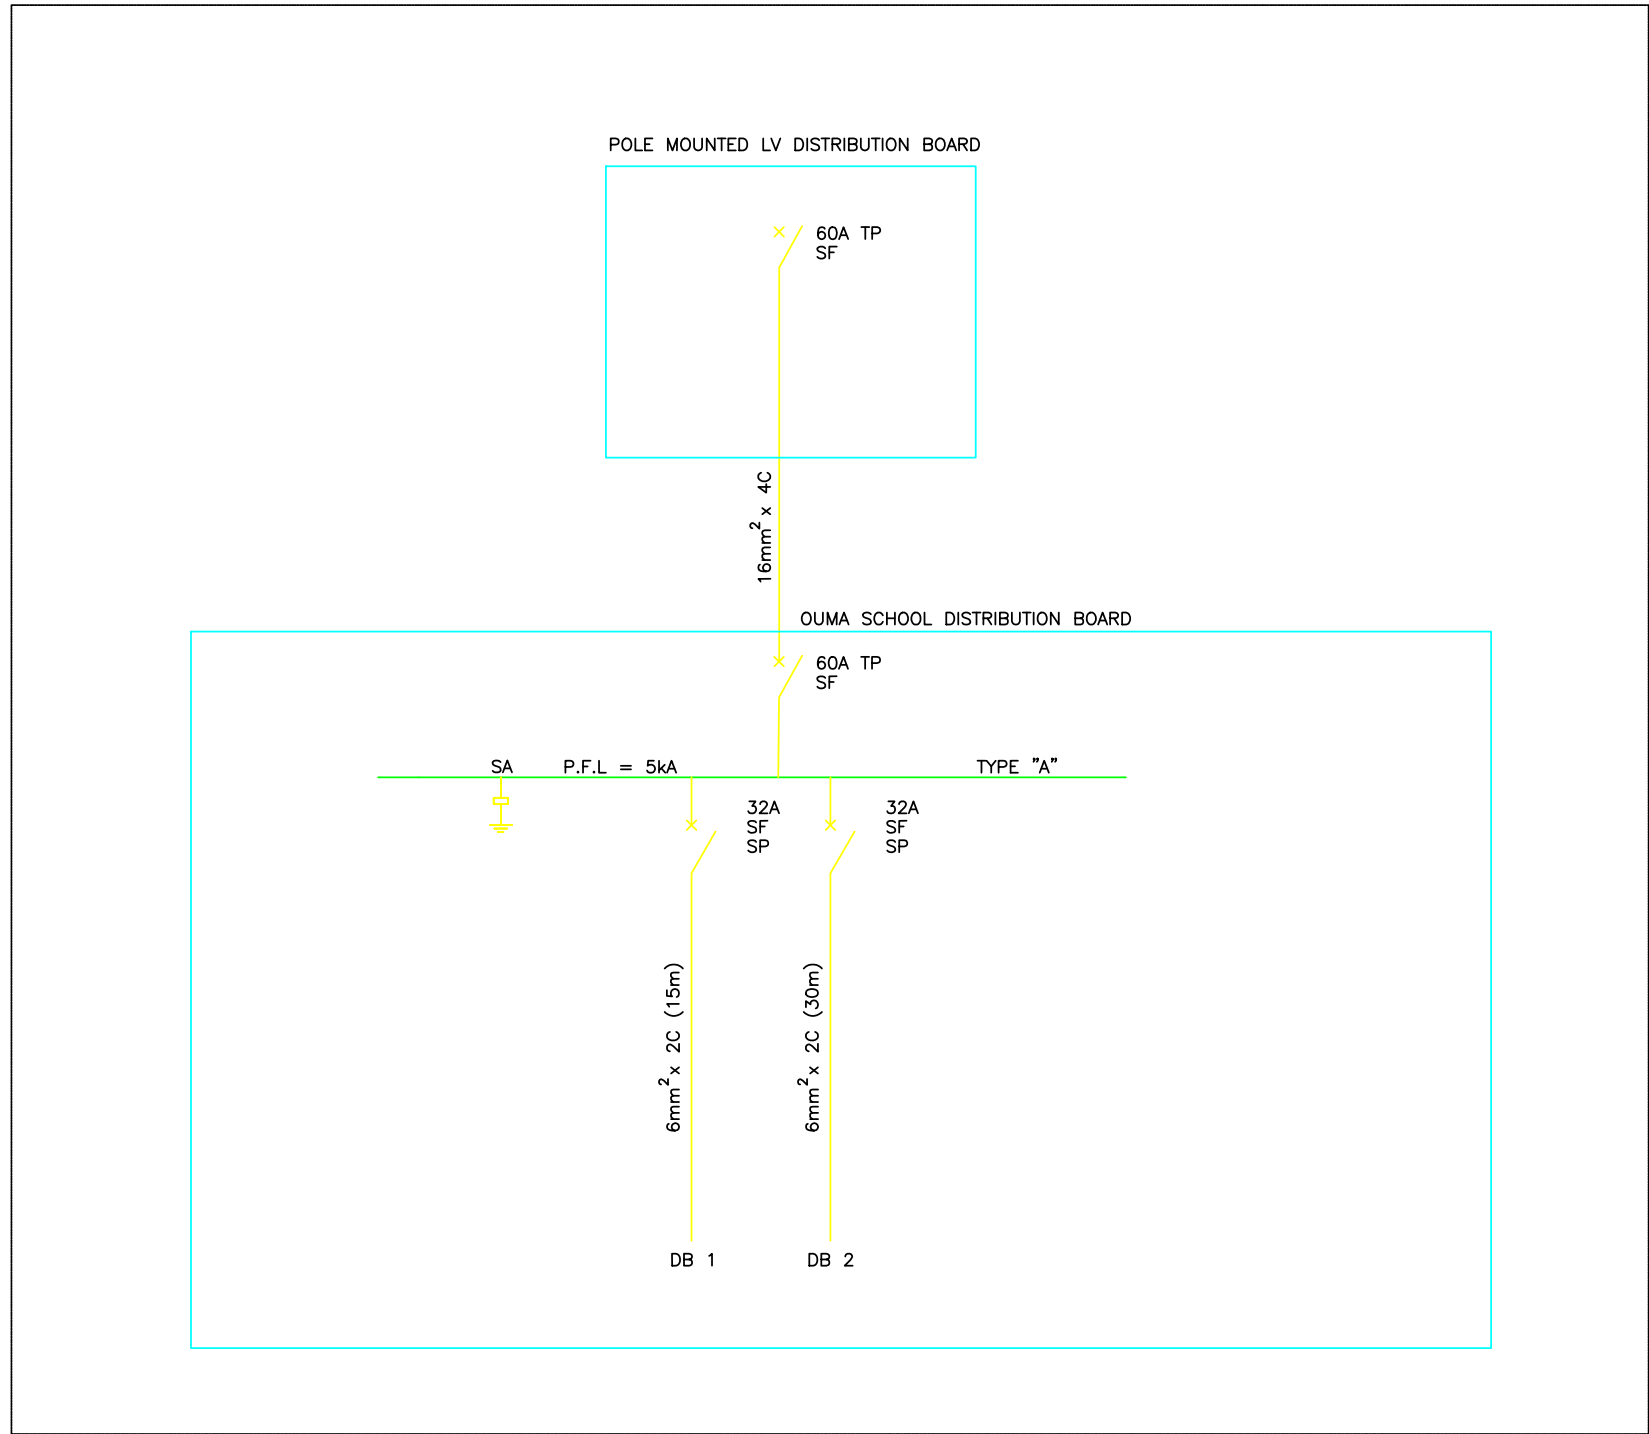 POLE MOUNTED LV DISTRIBUTION BOARD
60A TP
SF
16mm² x 4C
OUMA SCHOOL DISTRIBUTION BOARD
60A TP
SF
SA
P.F.L = 5kA
TYPE "A"
32A
SF
SP
32A
SF
SP
6mm² x 2C (15m)
6mm² x 2C (30m)
DB 1
DB 2